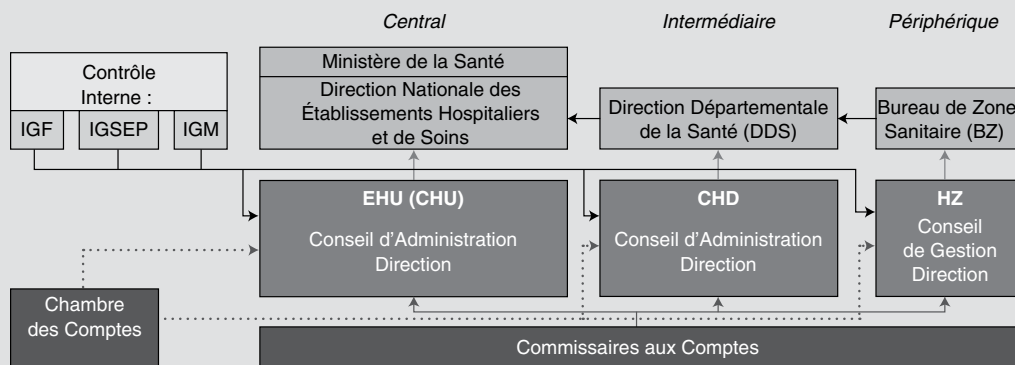 Central
Intermédiaire
Périphérique
Contrôle
Interne :
IGF
IGSEP
IGM
Ministère de la Santé
Direction Nationale des
Établissements Hospitaliers
et de Soins
Direction Départementale
de la Santé (DDS)
Bureau de Zone
Sanitaire (BZ)
EHU (CHU)
Conseil d’Administration
Direction
CHD
Conseil d’Administration
Direction
HZ
Conseil
de Gestion
Direction
Chambre
des Comptes
Commissaires aux Comptes